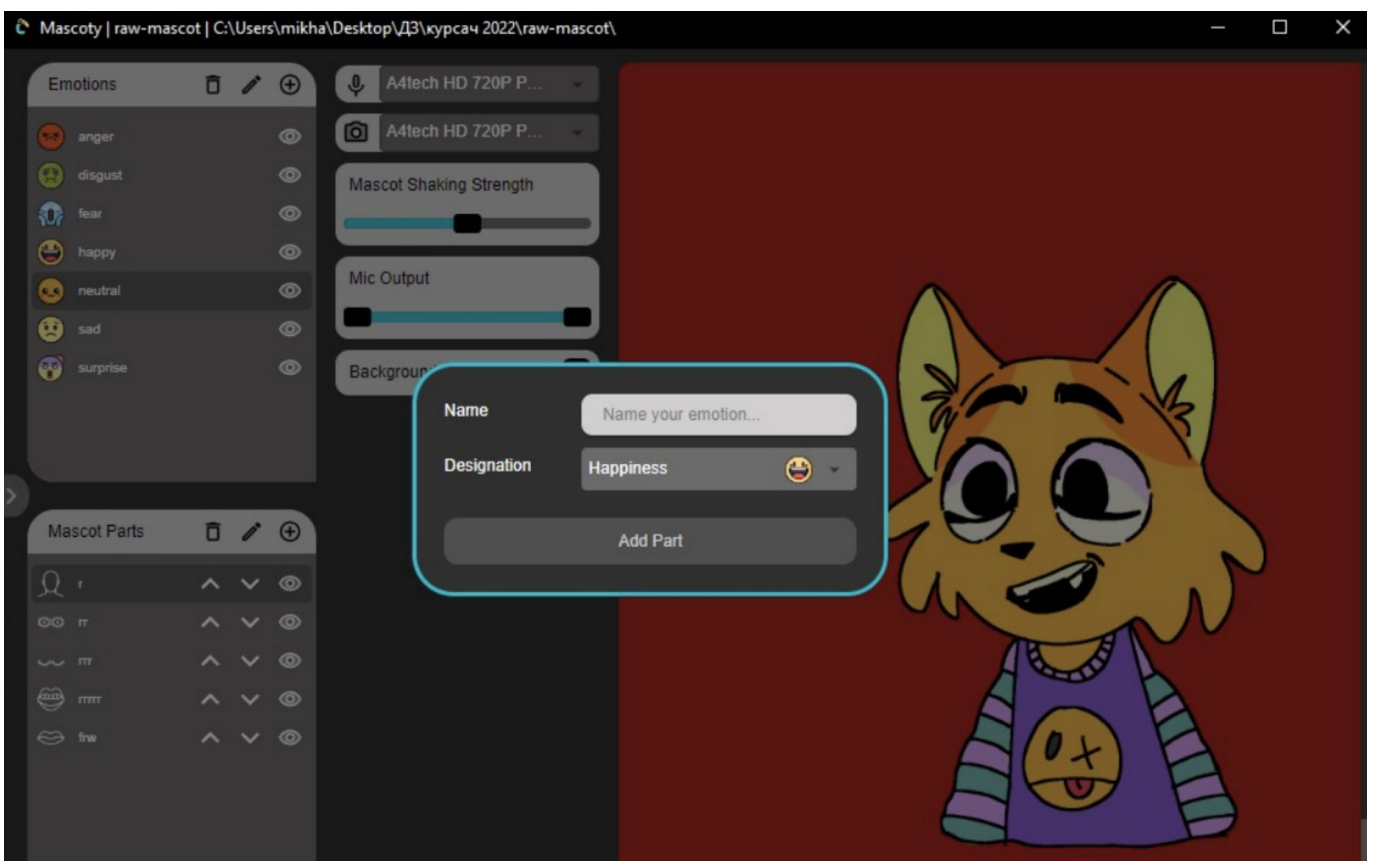 Mascoty | raw-mascot | C:\Users\mikha\Desktop\ДЗ\курсач 2022\raw-mascot\
Emotions
anger
disgust
fear
happy
neutral
sad
surprise
Mascot Parts
r
rr
rrr
rrrrr
frw
A4tech HD 720P P...
A4tech HD 720P P...
Mascot Shaking Strength
Mic Output
Background
Name
Name your emotion...
Designation
Happiness
Add Part